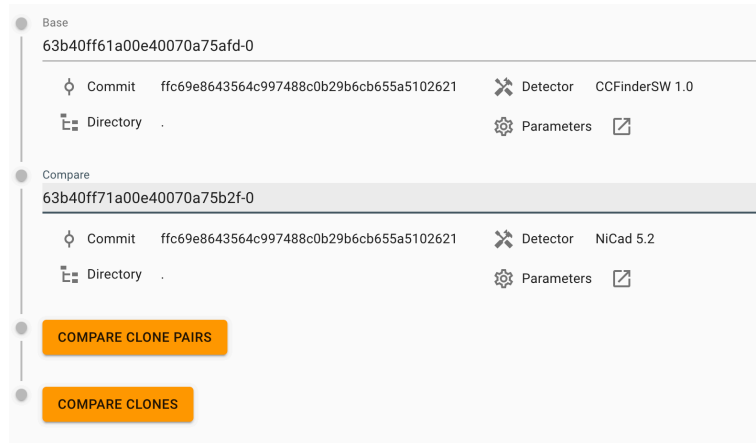 Base
63b40ff61a00e40070a75afd-0
Commit ffc69e8643564c997488c0b29b6cb655a5102621 Detector CCFinderSW 1.0
Directory . Parameters
Compare
63b40ff71a00e40070a75b2f-0
Commit ffc69e8643564c997488c0b29b6cb655a5102621 Detector NiCad 5.2
Directory . Parameters
COMPARE CLONE PAIRS
COMPARE CLONES